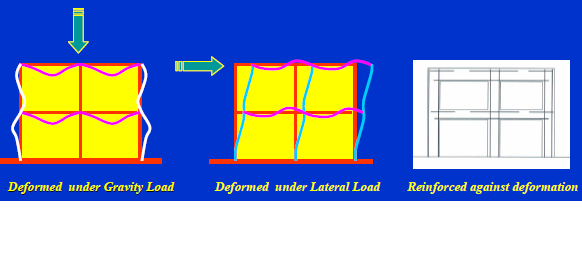 Deformed under Gravity Load
Deformed under Lateral Load
Reinforced against deformation